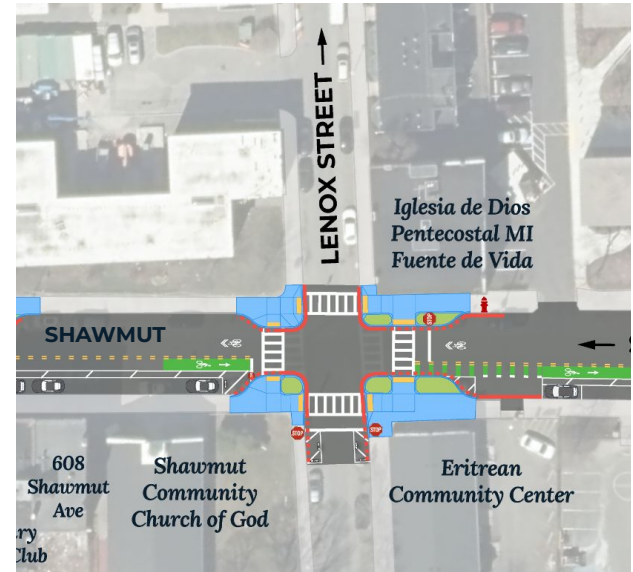 LENOX STREET
Iglesia de Dios
Pentecostal MI
Fuente de Vida
STOP
SHAWMUT
S
STOP
STOP
608
Shawmut
Ave
Shawmut
Community
Church of God
Eritrean
Community Center
ry
Club